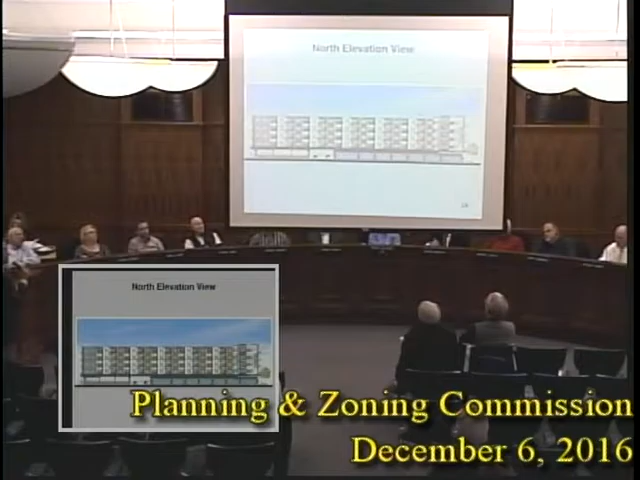 North Elevation View
North Elevation View
Planning & Zoning Commission
December 6, 2016